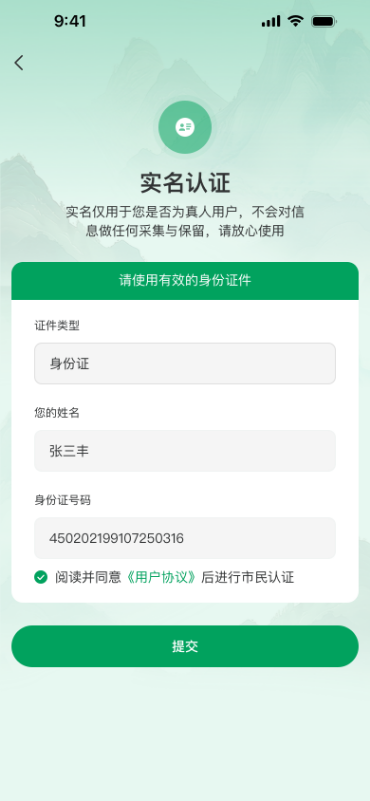 9:41
实名认证
实名仅用于您是否为真人用户，不会对信
息做任何采集与保留，请放心使用
请使用有效的身份证件
证件类型
身份证
您的姓名
张三丰
身份证号码
450202199107250316
阅读并同意《用户协议》后进行市民认证
提交